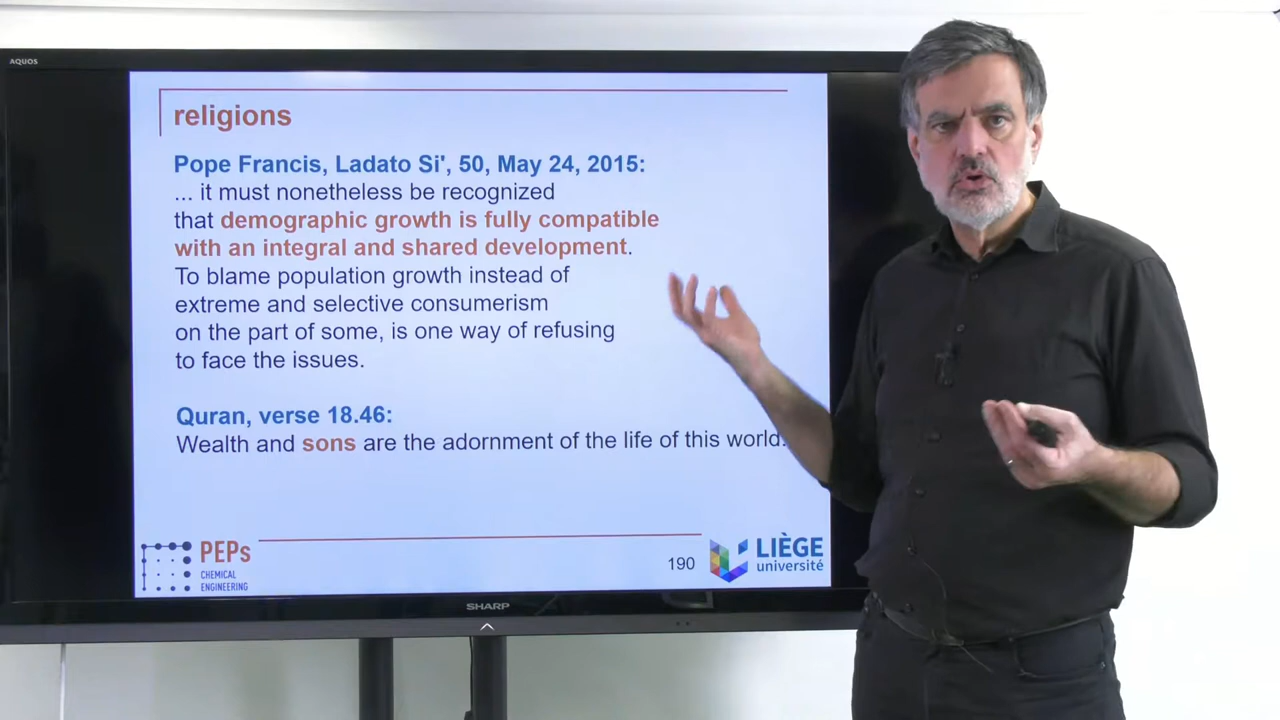 AQUOS
religions
Pope Francis, Ladato Si', 50, May 24, 2015:
... it must nonetheless be recognized
that demographic growth is fully compatible
with an integral and shared development.
To blame population growth instead of
extreme and selective consumerism
on the part of some, is one way of refusing
to face the issues.
Quran, verse 18.46:
Wealth and sons are the adornment of the life of this world.
PEPs
CHEMICAL
ENGINEERING
190
LIÈGE
université
SHARP